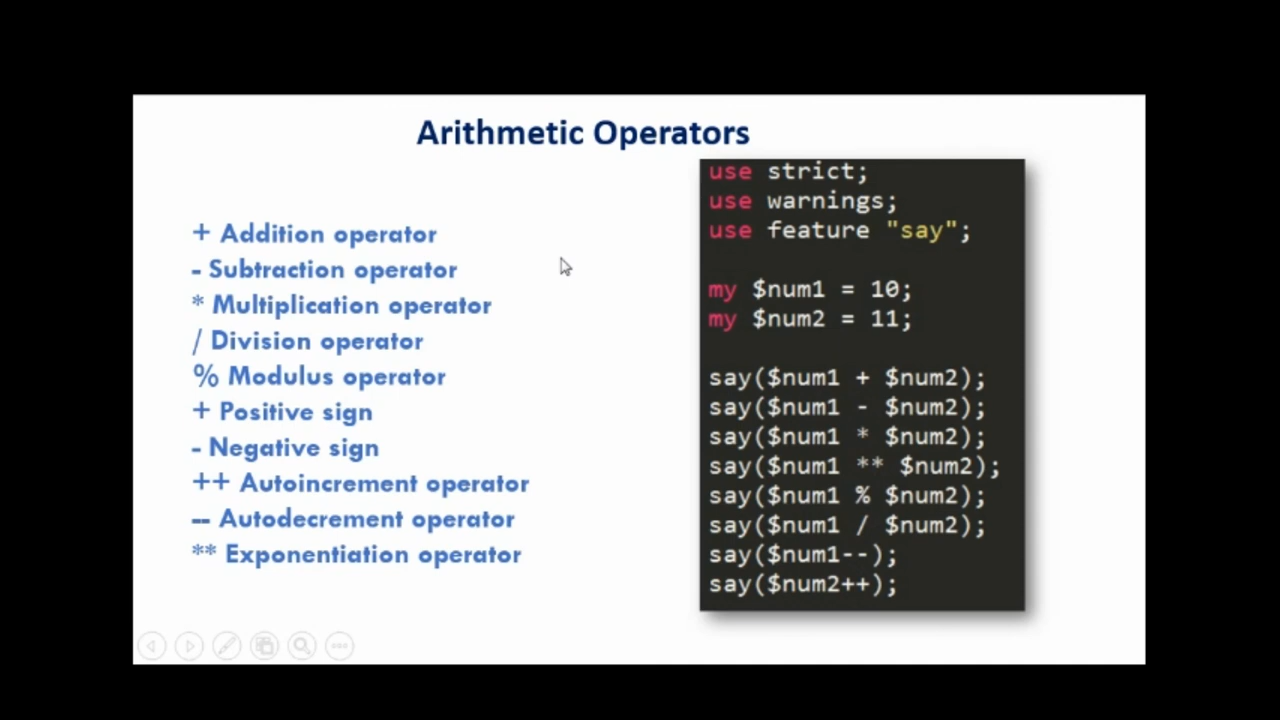 Arithmetic Operators
+ Addition operator
- Subtraction operator
* Multiplication operator
/ Division operator
% Modulus operator
+ Positive sign
- Negative sign
++ Autoincrement operator
-- Autodecrement operator
** Exponentiation operator
use strict;
use warnings;
use feature "say";
my $num1 = 10;
my $num2 = 11;
say($num1 + $num2);
say($num1 - $num2);
say($num1 * $num2);
say($num1 ** $num2);
say($num1 % $num2);
say($num1 / $num2);
say($num1--);
say($num2++);